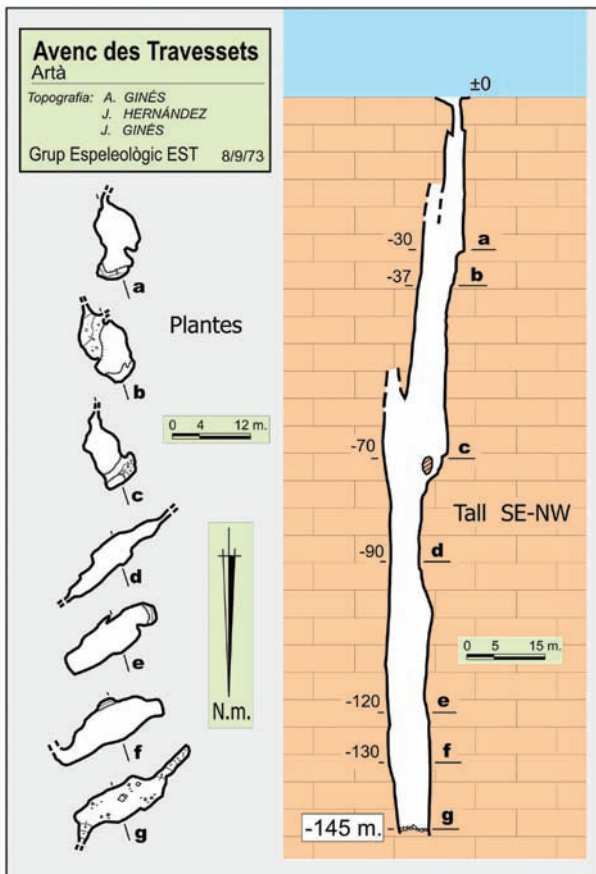 Avenc des Travessets
Artà
Topografia: A. GINÉS
J. HERNÁNDEZ
J. GINÉS
Grup Espeleològic EST 8/9/73
a
b
Plantes
0 4 12 m.
c
d
e
N.m.
f
g
±0
-30 a
-37 b
-70 c
Tall SE-NW
-90 d
0 5 15 m.
-120 e
-130 f
-145 m. g